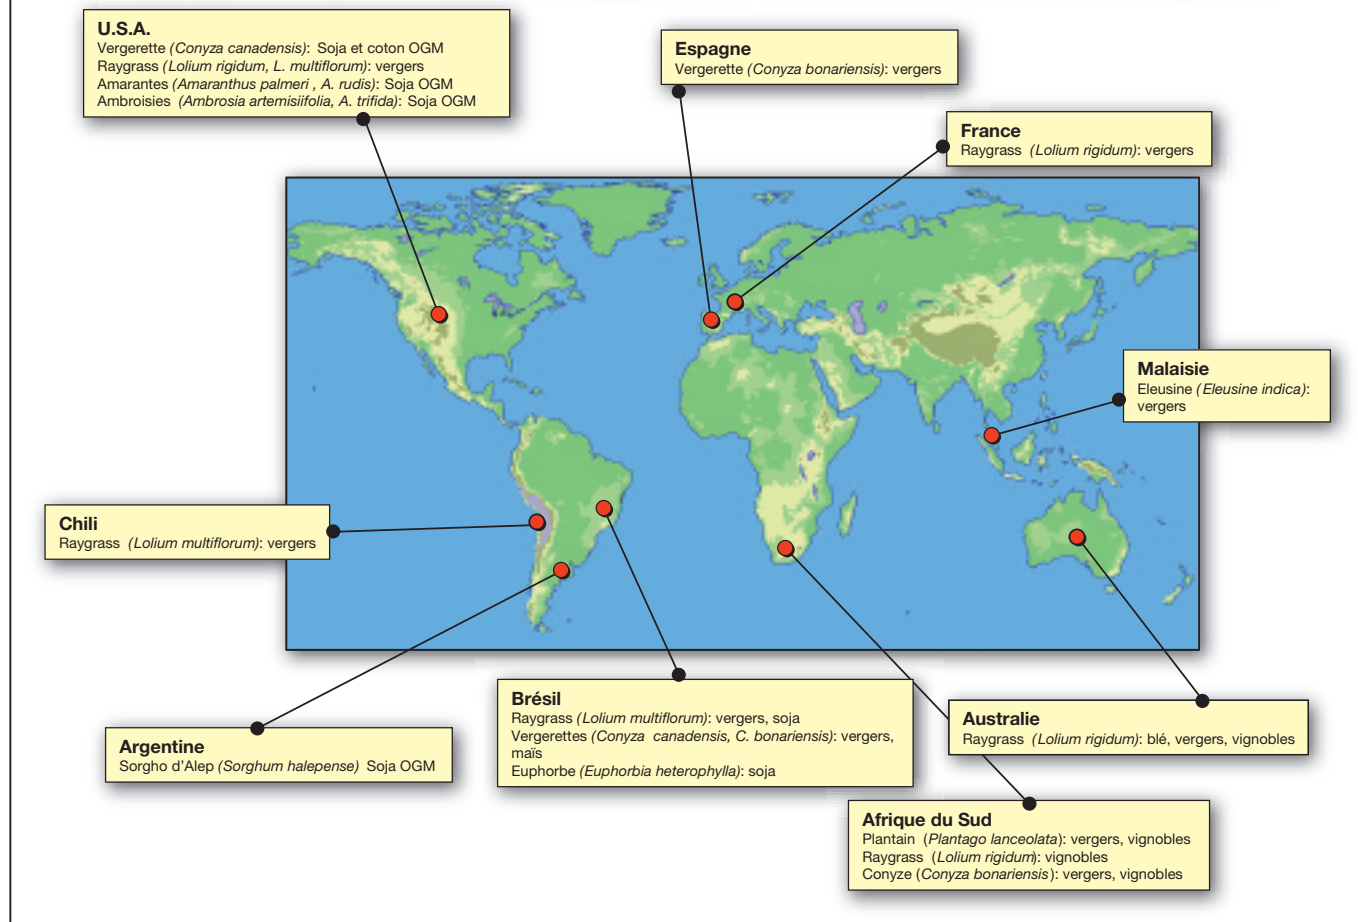 U.S.A.
Vergerette (Conyza canadensis): Soja et coton OGM
Raygrass (Lolium rigidum, L. multiflorum): vergers
Amarantes (Amaranthus palmeri , A. rudis): Soja OGM
Ambroisies (Ambrosia artemisiifolia, A. trifida): Soja OGM
Espagne
Vergerette (Conyza bonariensis): vergers
France
Raygrass (Lolium rigidum): vergers
Malaisie
Eleusine (Eleusine indica):
vergers
Chili
Raygrass (Lolium multiflorum): vergers
Argentine
Sorgho d'Alep (Sorghum halepense) Soja OGM
Brésil
Raygrass (Lolium multiflorum): vergers, soja
Vergerettes (Conyza canadensis, C. bonariensis): vergers,
maïs
Euphorbe (Euphorbia heterophylla): soja
Australie
Raygrass (Lolium rigidum): blé, vergers, vignobles
Afrique du Sud
Plantain (Plantago lanceolata): vergers, vignobles
Raygrass (Lolium rigidum): vignobles
Conyze (Conyza bonariensis): vergers, vignobles